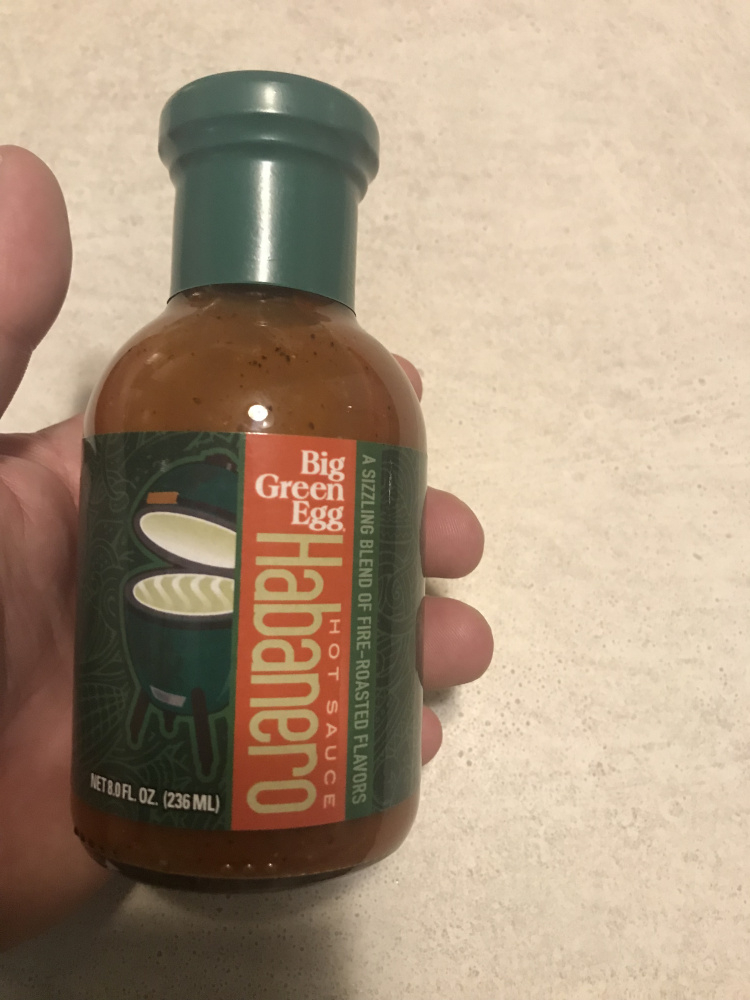 Big
Green
Egg.
Habanero
HOT SAUCE
A SIZZLING BLEND OF FIRE-ROASTED FLAVORS
NET 8.0 FL. OZ. (236 ML)